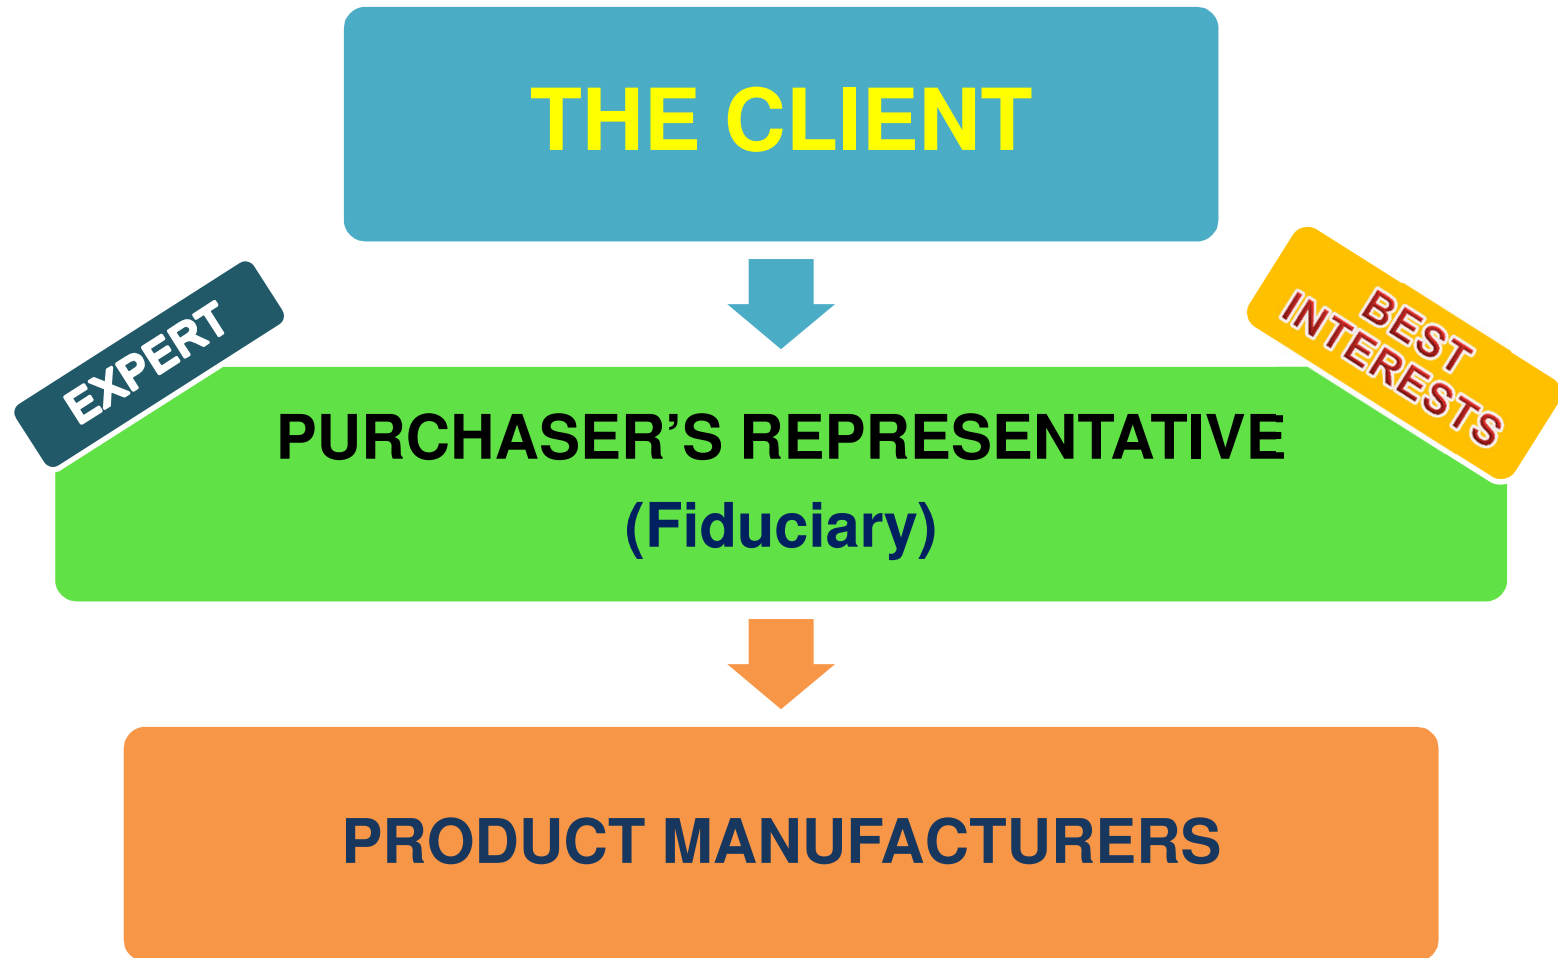 THE CLIENT
EXPERT
BEST
INTERESTS
PURCHASER’S REPRESENTATIVE
(Fiduciary)
PRODUCT MANUFACTURERS